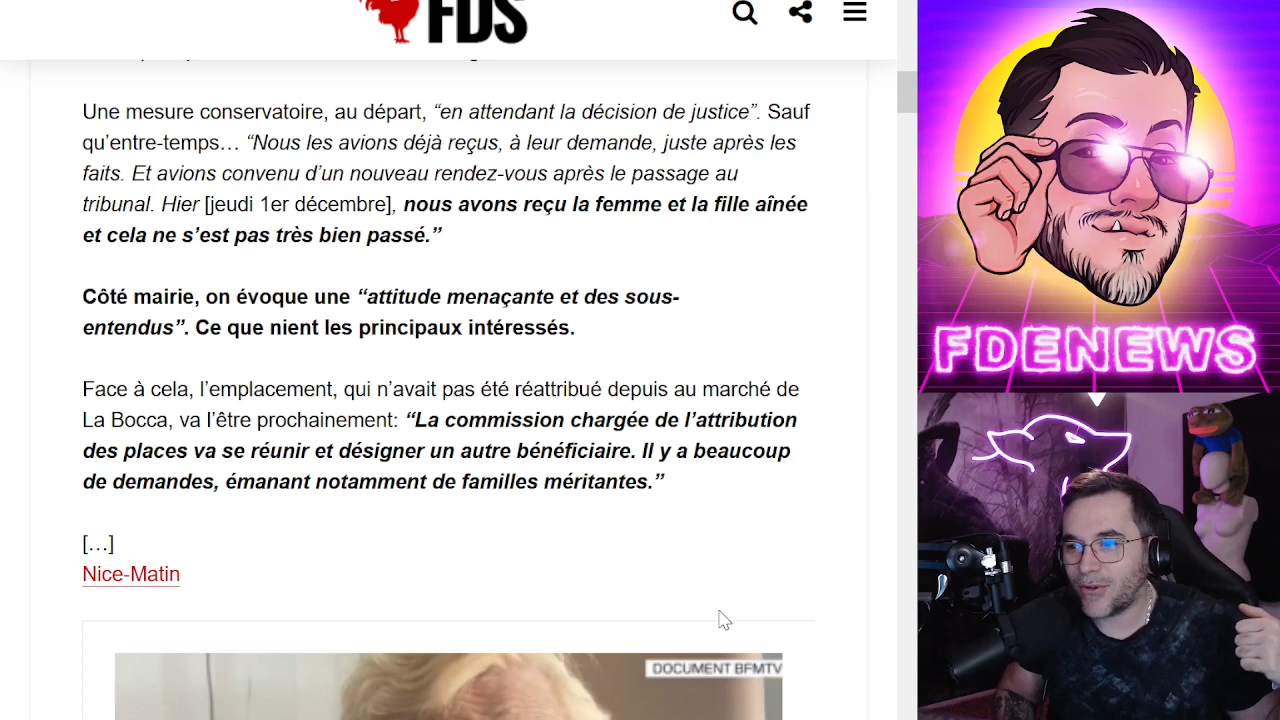 FDS
Une mesure conservatoire, au départ, “en attendant la décision de justice”. Sauf
qu’entre-temps… “Nous les avions déjà reçus, à leur demande, juste après les
faits. Et avions convenu d’un nouveau rendez-vous après le passage au
tribunal. Hier [jeudi 1er décembre], nous avons reçu la femme et la fille aînée
et cela ne s’est pas très bien passé.”
Côté mairie, on évoque une “attitude menaçante et des sous-
entendus”. Ce que nient les principaux intéressés.
Face à cela, l’emplacement, qui n’avait pas été réattribué depuis au marché de
La Bocca, va l’être prochainement: “La commission chargée de l’attribution
des places va se réunir et désigner un autre bénéficiaire. Il y a beaucoup
de demandes, émanant notamment de familles méritantes.”
[…]
Nice-Matin
DOCUMENT BFMTV
FDENEWS